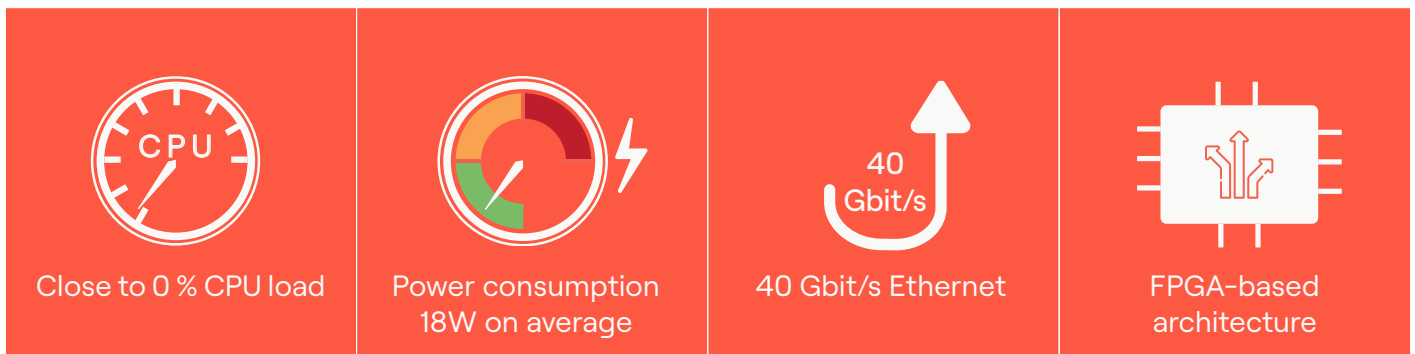 CPU
Close to 0 % CPU load
Power consumption
18W on average
40
Gbit/s
40 Gbit/s Ethernet
FPGA-based
architecture